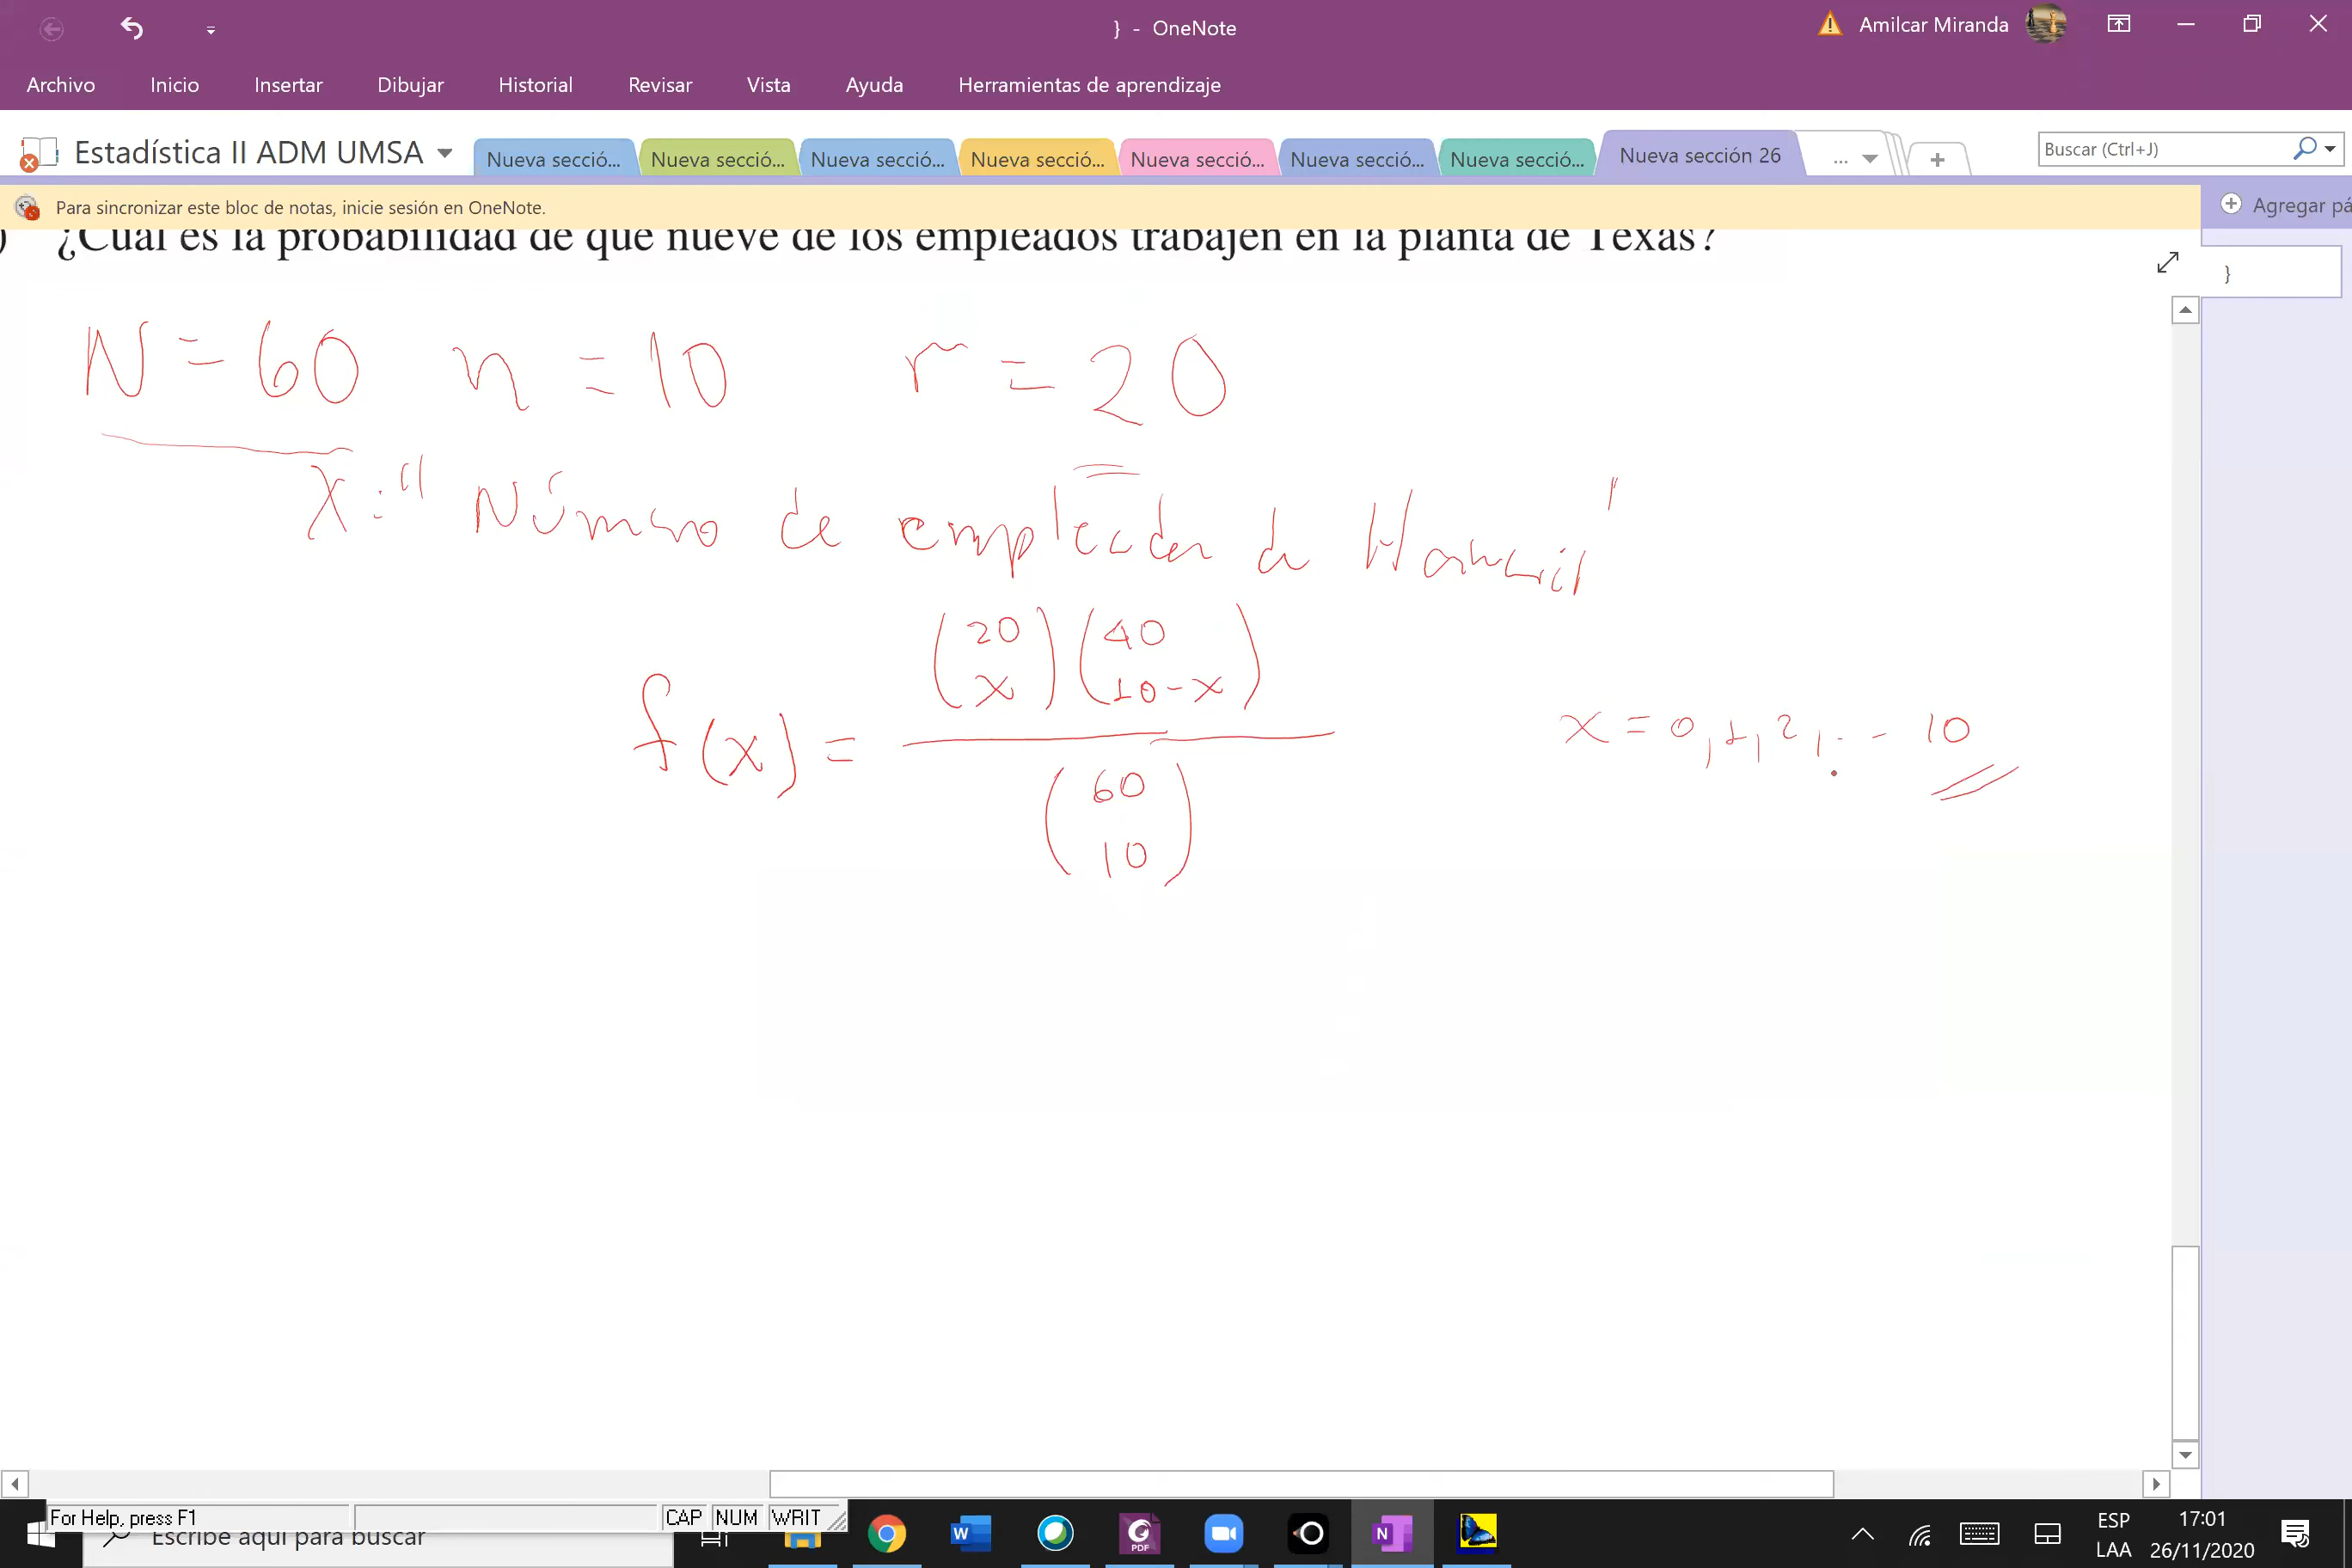 } - OneNote
Amilcar Miranda
Archivo Inicio Insertar Dibujar Historial Revisar Vista Ayuda Herramientas de aprendizaje
Estadística II ADM UMSA
Nueva secció... Nueva secció... Nueva secció... Nueva secció... Nueva secció... Nueva secció... Nueva secció... Nueva sección 26 ... +
Buscar (Ctrl+J)
Para sincronizar este bloc de notas, inicie sesión en OneNote.
Agregar pá
) ¿Cuál es la probabilidad de que nueve de los empleados trabajen en la planta de Texas?
}
N = 60 n = 10 r = 20
X : " Número de empleados de Hawaii "
(20 x) (40 10-x)
f(x) =
x = 0, 1, 2, ... 10
(60 10)
For Help, press F1 CAP NUM WRIT
Escribe aquí para buscar
ESP 17:01
LAA 26/11/2020